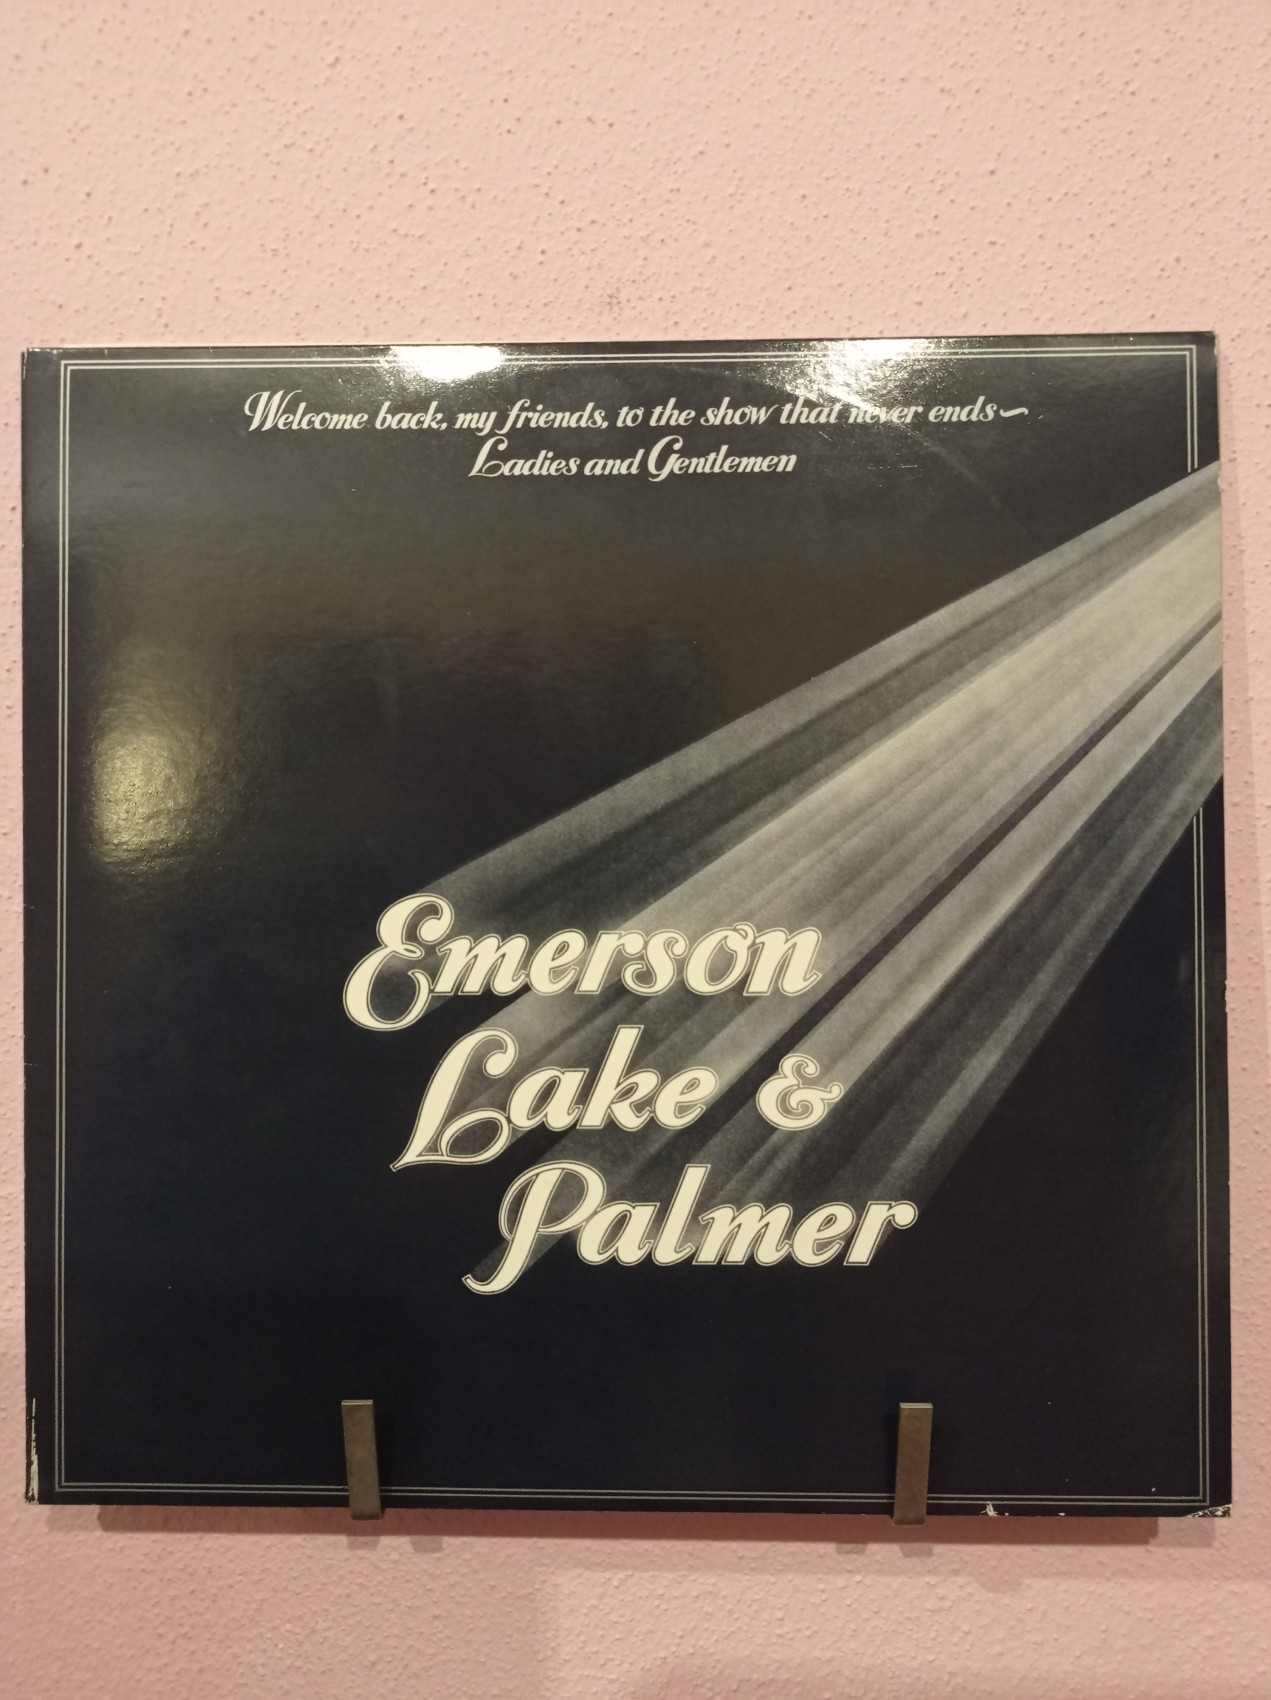 Welcome back, my friends, to the show that never ends~
Ladies and Gentlemen
Emerson
Lake &
Palmer